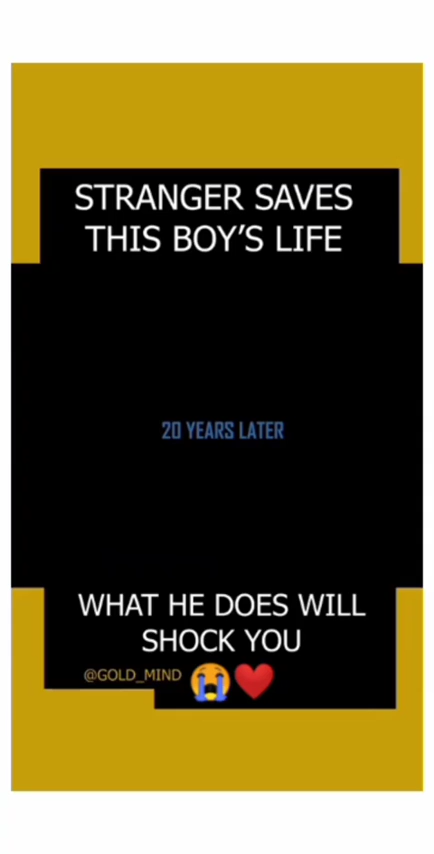 STRANGER SAVES
THIS BOY'S LIFE
20 YEARS LATER
WHAT HE DOES WILL
SHOCK YOU
@GOLD_MIND 😭❤️